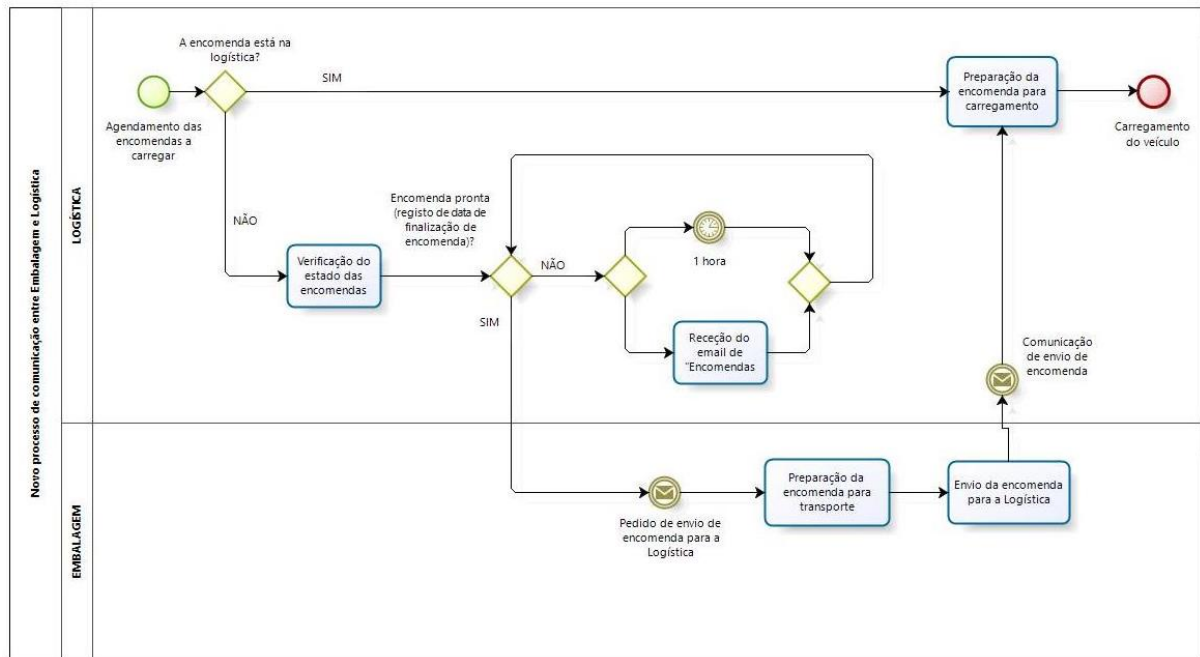 Novo processo de comunicação entre Embalagem e Logística
LOGÍSTICA
A encomenda está na
logística?
SIM
Agendamento das
encomendas a
carregar
Preparação da
encomenda para
carregamento
Carregamento
do veículo
NÃO
Verificação do
estado das
encomendas
Encomenda pronta
(registo de data de
finalização de
encomenda)?
NÃO
SIM
1 hora
Receção do
email de
"Encomendas
Comunicação
de envio de
encomenda
EMBALAGEM
Pedido de envio de
encomenda para a
Logística
Preparação da
encomenda para
transporte
Envio da encomenda
para a Logística